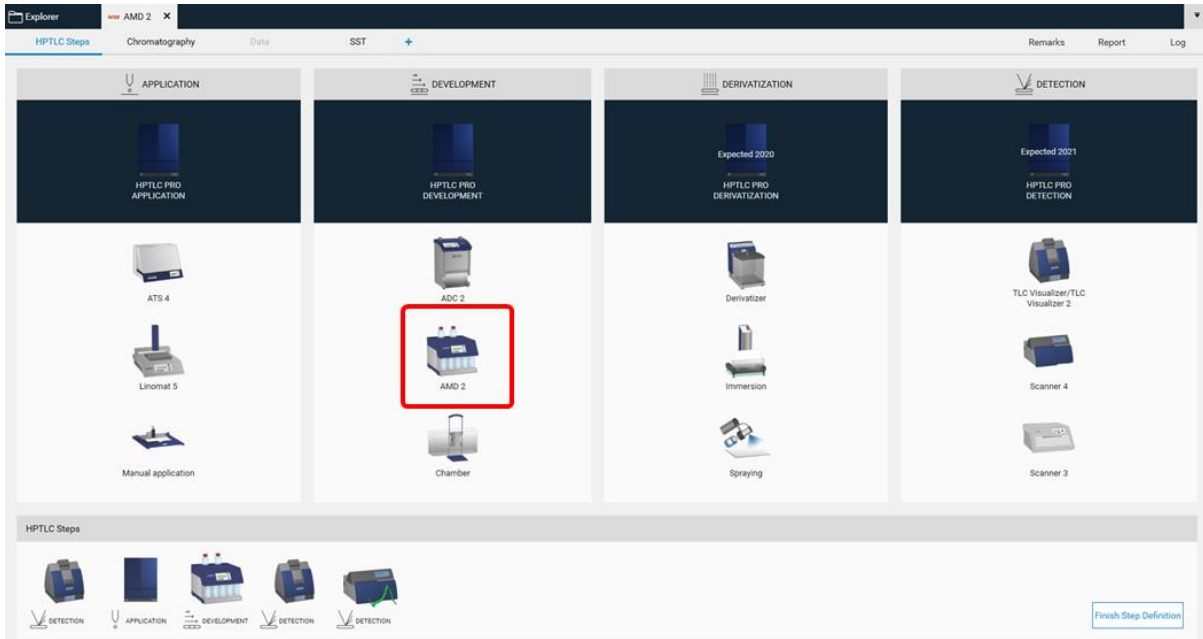 Explorer
AMD 2
HPTLC Steps
Chromatography
Data
SST
Remarks
Report
Log
APPLICATION
HPTLC PRO
APPLICATION
ATS 4
Linomat 5
Manual application
DEVELOPMENT
HPTLC PRO
DEVELOPMENT
ADC 2
AMD 2
Chamber
DERIVATIZATION
Expected 2020
HPTLC PRO
DERIVATIZATION
Derivatizer
Immersion
Spraying
DETECTION
Expected 2021
HPTLC PRO
DETECTION
TLC Visualizer/TLC
Visualizer 2
Scanner 4
Scanner 3
HPTLC Steps
DETECTION
APPLICATION
DEVELOPMENT
DETECTION
DETECTION
Finish Step Definition